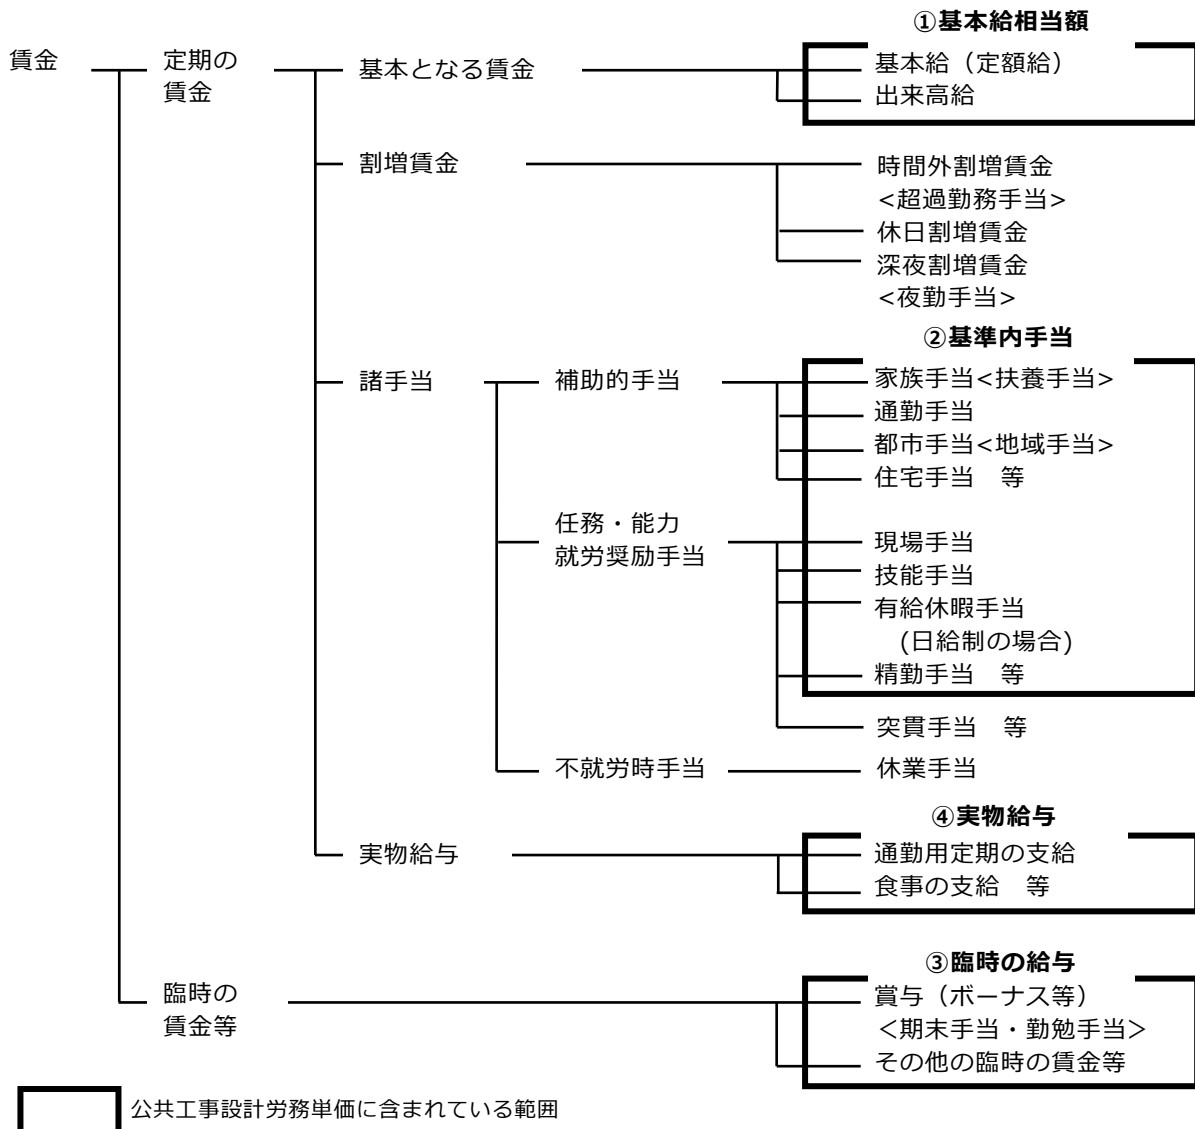 ①基本給相当額
賃金
定期の
賃金
基本となる賃金
基本給（定額給）
出来高給
割増賃金
時間外割増賃金
<超過勤務手当>
休日割増賃金
深夜割増賃金
<夜勤手当>
②基準内手当
諸手当
補助的手当
家族手当<扶養手当>
通勤手当
都市手当<地域手当>
住宅手当　等
任務・能力
就労奨励手当
現場手当
技能手当
有給休暇手当
(日給制の場合)
精勤手当　等
突貫手当　等
不就労時手当
休業手当
④実物給与
実物給与
通勤用定期の支給
食事の支給　等
③臨時の給与
臨時の
賃金等
賞与（ボーナス等）
<期末手当・勤勉手当>
その他の臨時の賃金等
公共工事設計労務単価に含まれている範囲